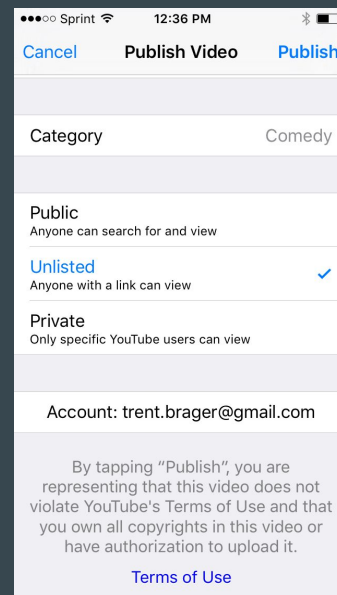 Sprint 12:36 PM
Cancel Publish Video Publish
Category Comedy
Public
Anyone can search for and view
Unlisted
Anyone with a link can view
Private
Only specific YouTube users can view
Account: trent.brager@gmail.com
By tapping “Publish”, you are
representing that this video does not
violate YouTube's Terms of Use and that
you own all copyrights in this video or
have authorization to upload it.
Terms of Use